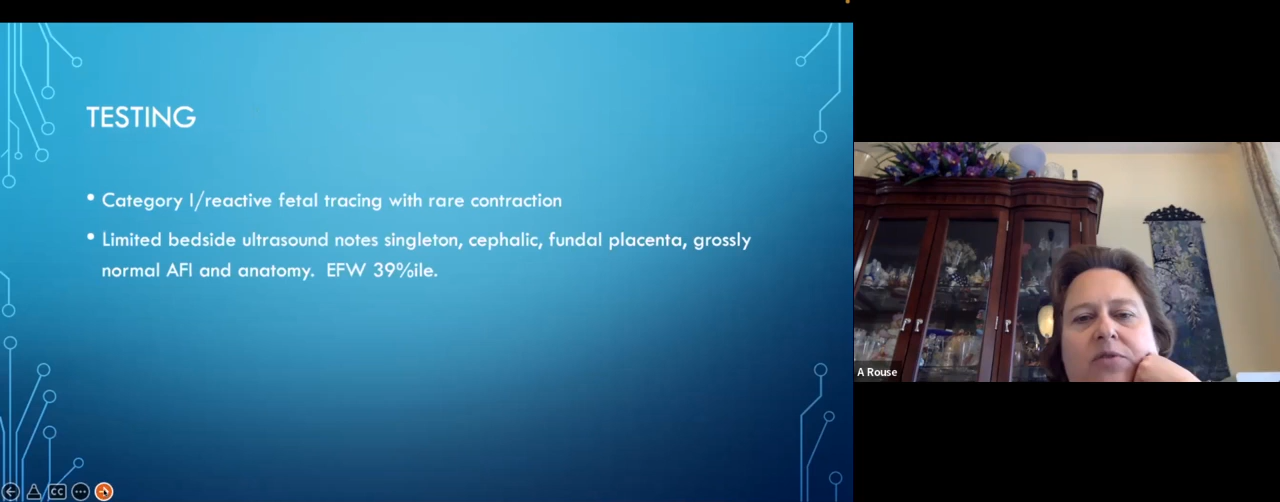 TESTING
• Category I/reactive fetal tracing with rare contraction
• Limited bedside ultrasound notes singleton, cephalic, fundal placenta, grossly
normal AFI and anatomy. EFW 39%ile.
A Rouse
CC